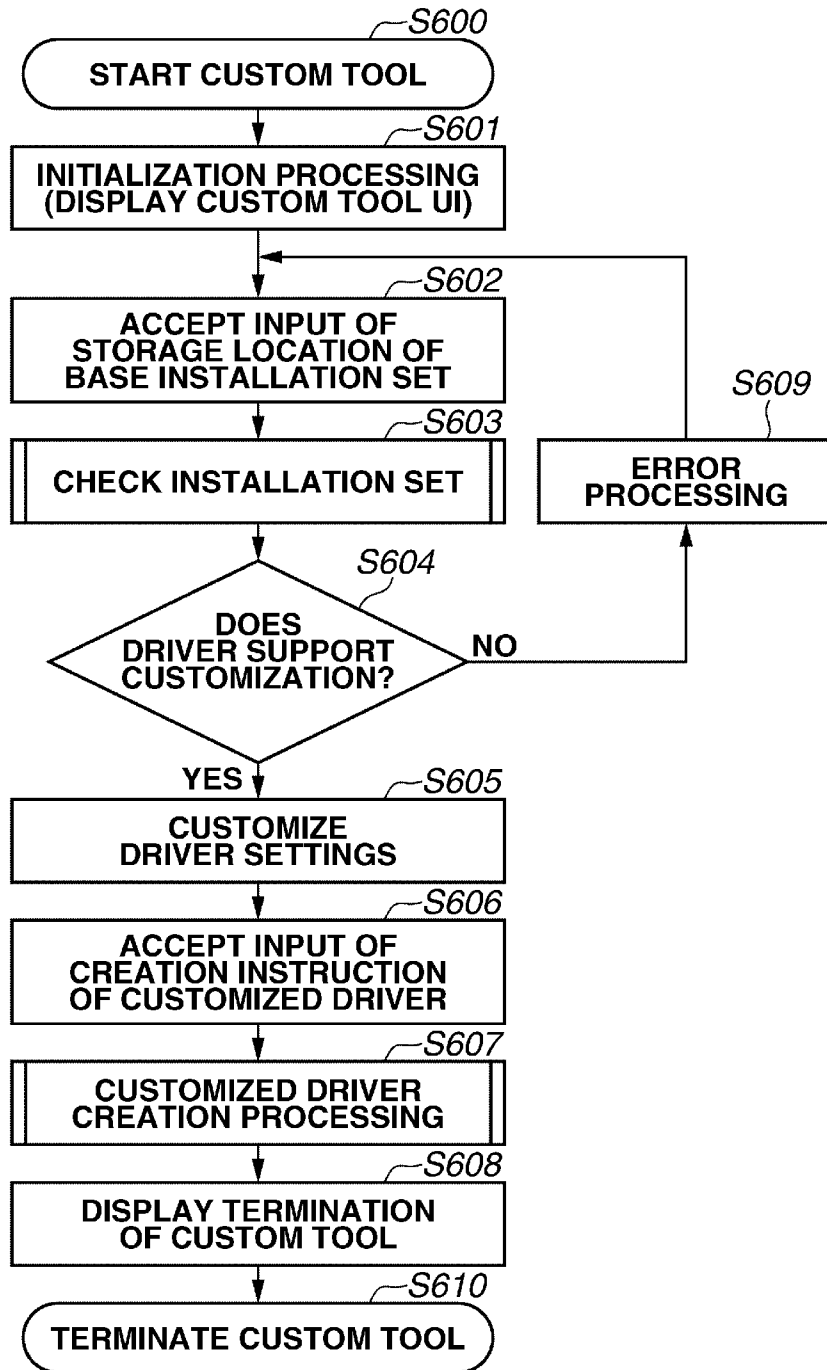 S600
START CUSTOM TOOL
S601
INITIALIZATION PROCESSING
(DISPLAY CUSTOM TOOL UI)
S602
ACCEPT INPUT OF
STORAGE LOCATION OF
BASE INSTALLATION SET
S603
CHECK INSTALLATION SET
S609
ERROR
PROCESSING
S604
DOES
DRIVER SUPPORT
CUSTOMIZATION?
NO
YES
S605
CUSTOMIZE
DRIVER SETTINGS
S606
ACCEPT INPUT OF
CREATION INSTRUCTION
OF CUSTOMIZED DRIVER
S607
CUSTOMIZED DRIVER
CREATION PROCESSING
S608
DISPLAY TERMINATION
OF CUSTOM TOOL
S610
TERMINATE CUSTOM TOOL